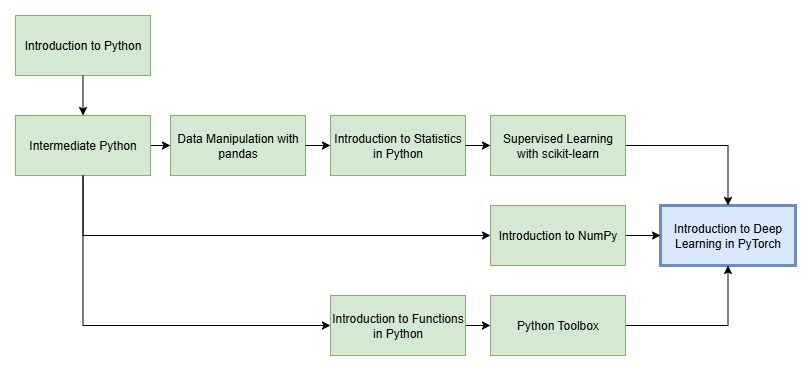 Introduction to Python
Intermediate Python
Data Manipulation with
pandas
Introduction to Statistics
in Python
Supervised Learning
with scikit-learn
Introduction to NumPy
Introduction to Deep
Learning in PyTorch
Introduction to Functions
in Python
Python Toolbox